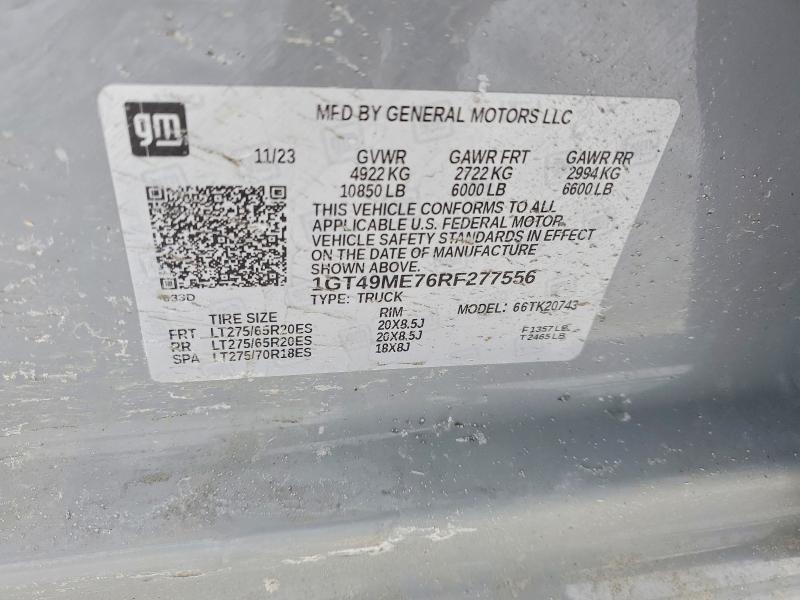 gm
MFD BY GENERAL MOTORS LLC
11/23 GVWR GAWR FRT GAWR RR
4922 KG 2722 KG 2994 KG
10850 LB 6000 LB 6600 LB
THIS VEHICLE CONFORMS TO ALL
APPLICABLE U.S. FEDERAL MOTOR
VEHICLE SAFETY STANDARDS IN EFFECT
ON THE DATE OF MANUFACTURE
SHOWN ABOVE.
1GT49ME76RF277556
TYPE: TRUCK MODEL: 66TK20743
TIRE SIZE RIM
FRT LT275/65R20ES 20X8.5J
RR LT275/65R20ES 20X8.5J
SPA LT275/70R18ES 18X8J
F1357LB
T2465LB